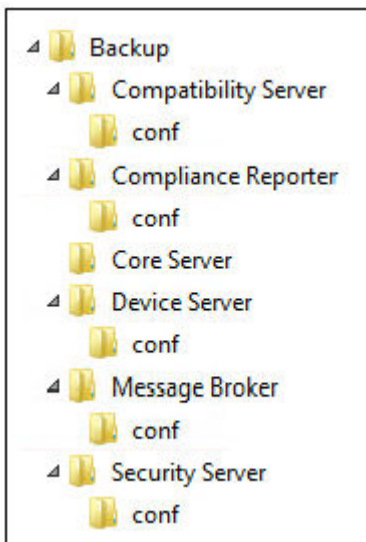 Backup
Compatibility Server
conf
Compliance Reporter
conf
Core Server
Device Server
conf
Message Broker
conf
Security Server
conf